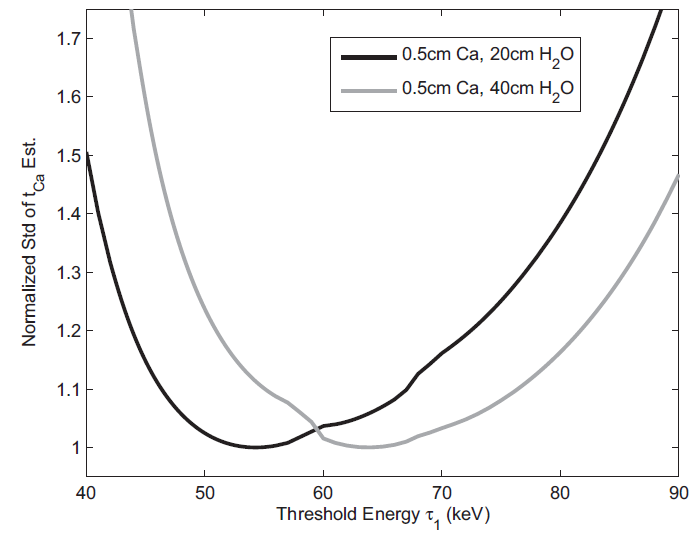 1.7
1.6
1.5
1.4
1.3
1.2
1.1
1
Normalized Std of t_Ca Est.
0.5cm Ca, 20cm H₂O
0.5cm Ca, 40cm H₂O
40 50 60 70 80 90
Threshold Energy τ₁ (keV)